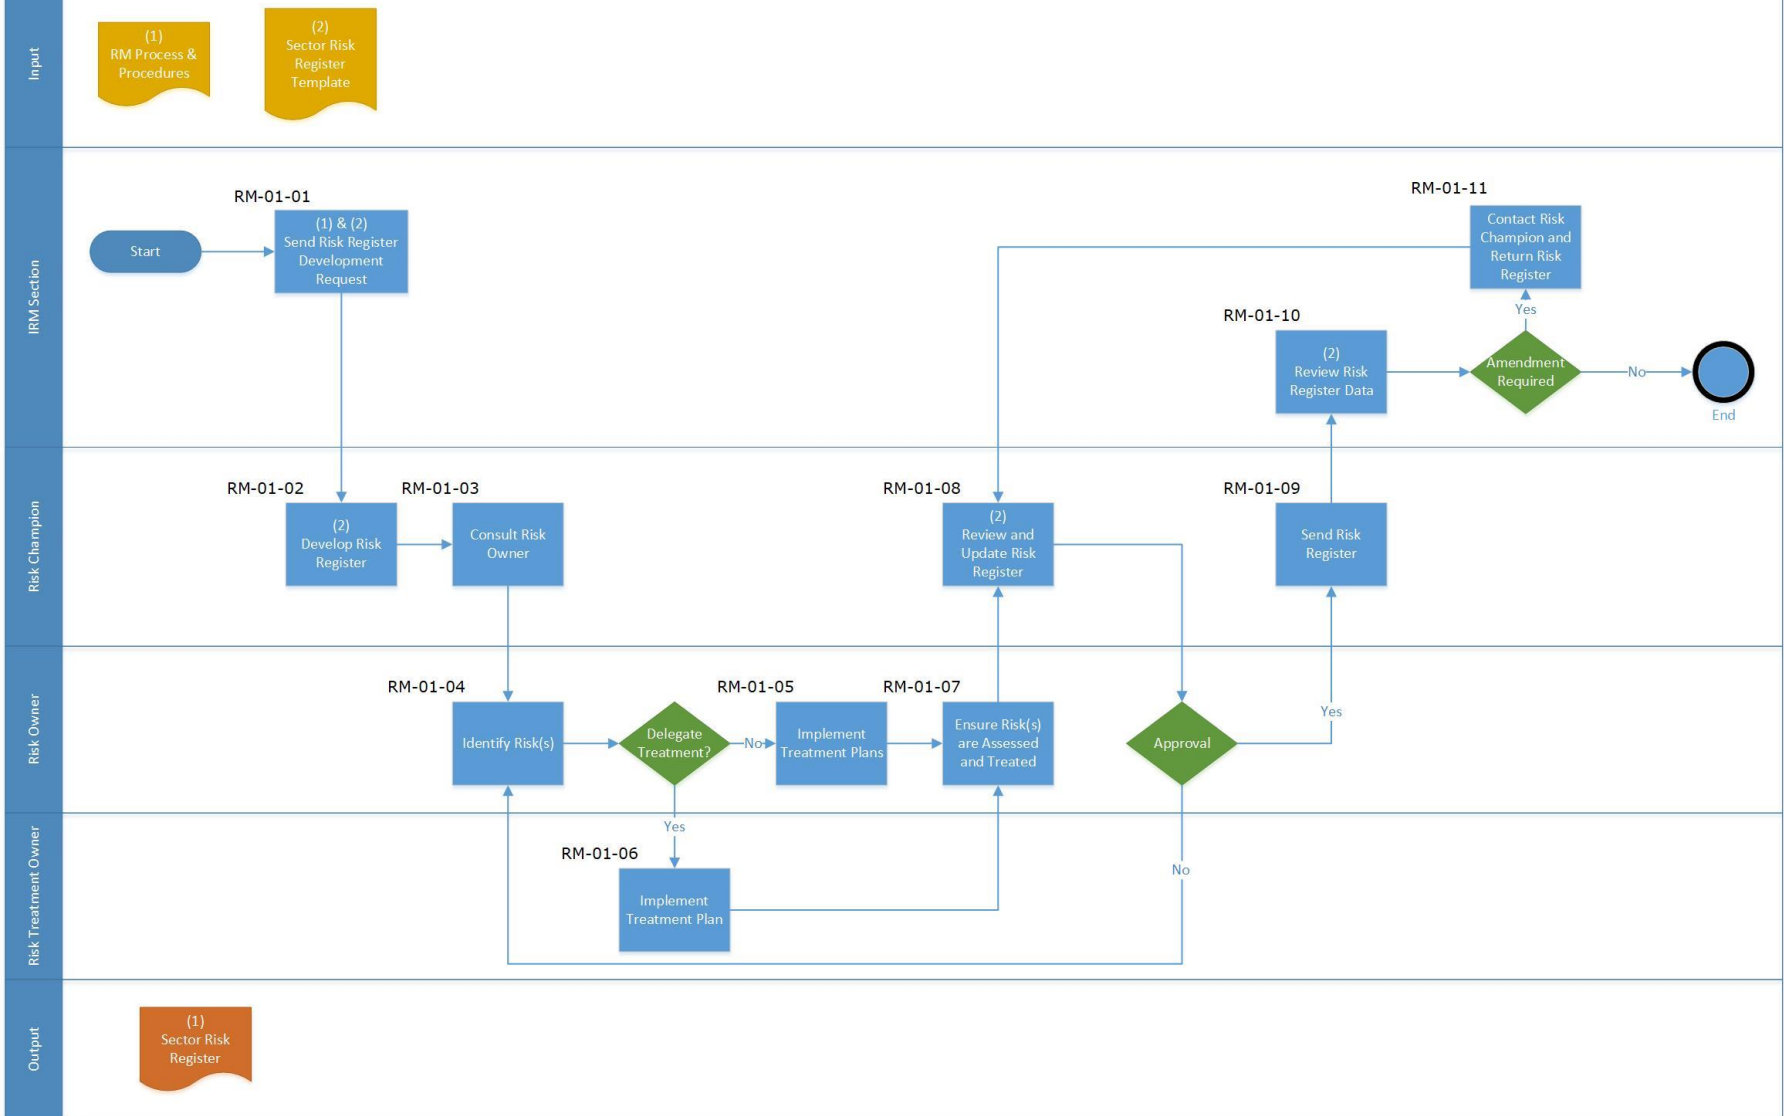 Input
(1)
RM Process &
Procedures
(2)
Sector Risk
Register
Template
IRM Section
Start
RM-01-01
(1) & (2)
Send Risk Register
Development
Request
RM-01-11
Contact Risk
Champion and
Return Risk
Register
Yes
RM-01-10
(2)
Review Risk
Register Data
Amendment
Required
No
End
Risk Champion
RM-01-02
(2)
Develop Risk
Register
RM-01-03
Consult Risk
Owner
RM-01-08
(2)
Review and
Update Risk
Register
RM-01-09
Send Risk
Register
Risk Owner
RM-01-04
Identify Risk(s)
Delegate
Treatment?
No
RM-01-05
Implement
Treatment Plans
RM-01-07
Ensure Risk(s)
are Assessed
and Treated
Approval
Yes
Risk Treatment Owner
Yes
RM-01-06
Implement
Treatment Plan
No
Output
(1)
Sector Risk
Register